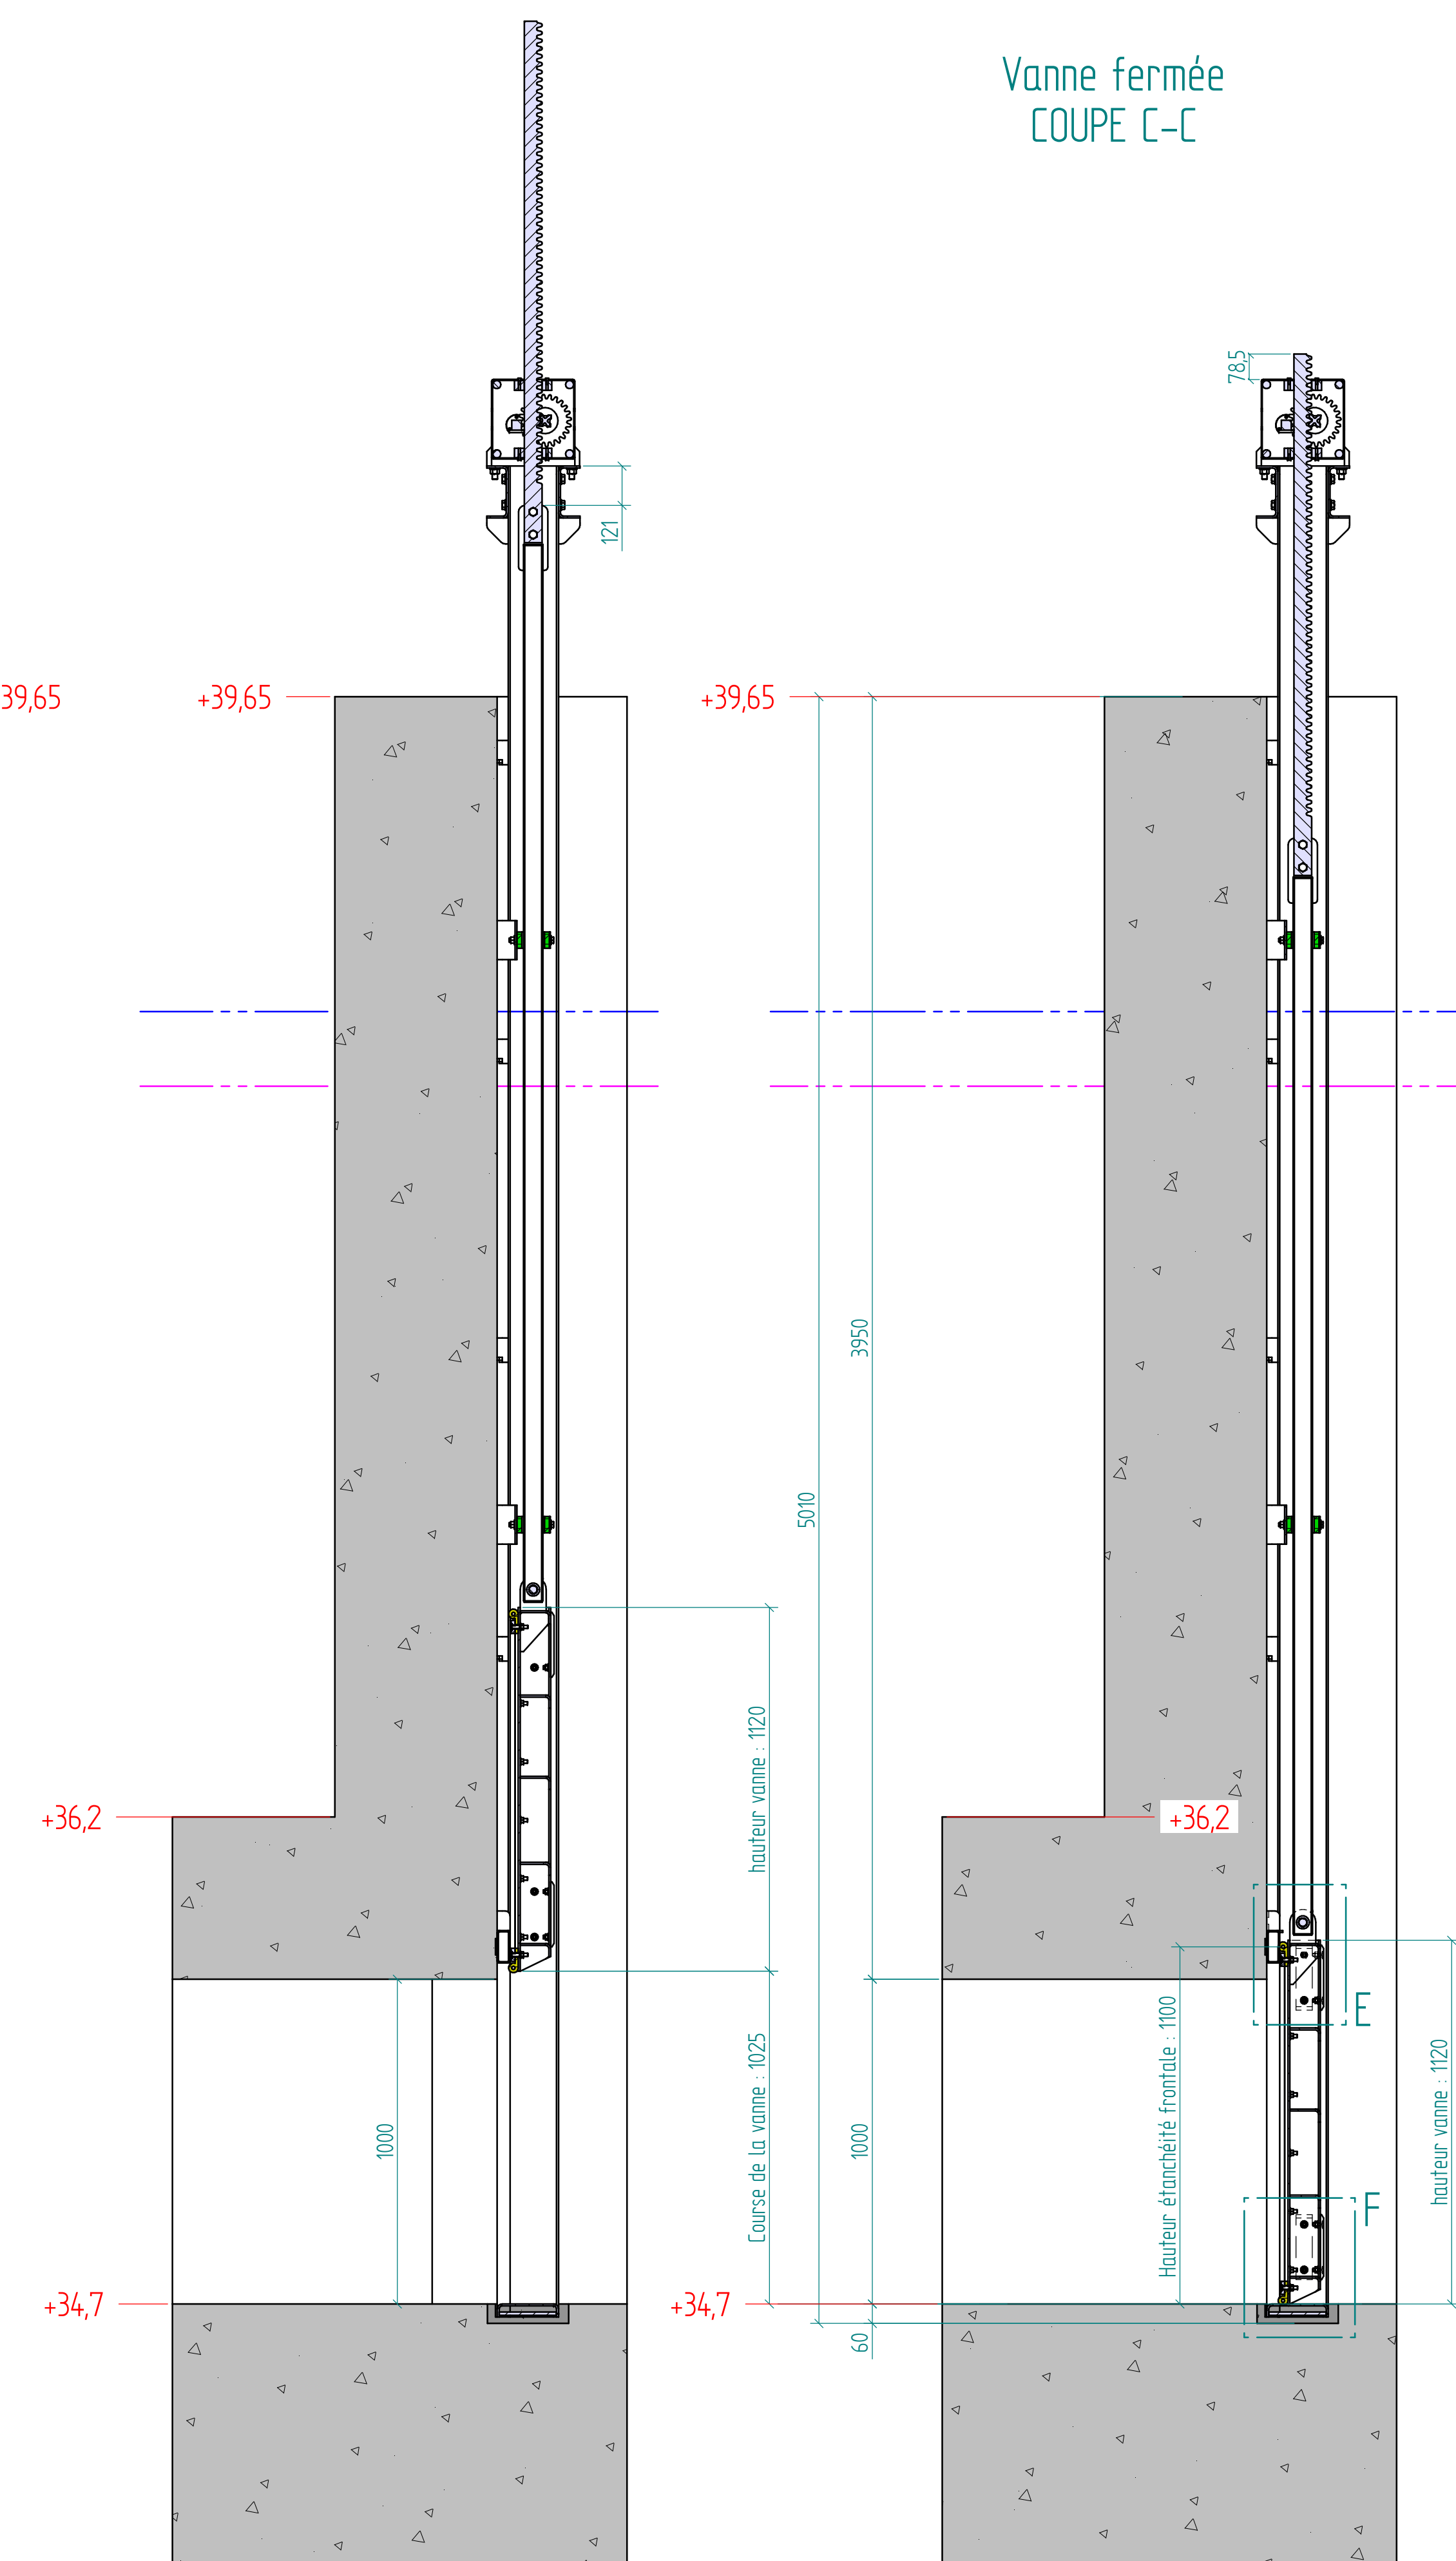 Vanne fermée
COUPE C-C
78,5
121
39,65
+39,65
+39,65
3950
5010
hauteur vanne : 1120
+36,2
+36,2
E
Hauteur étanchéité frontale : 1100
Course de la vanne : 1025
hauteur vanne : 1120
1000
1000
F
+34,7
+34,7
60